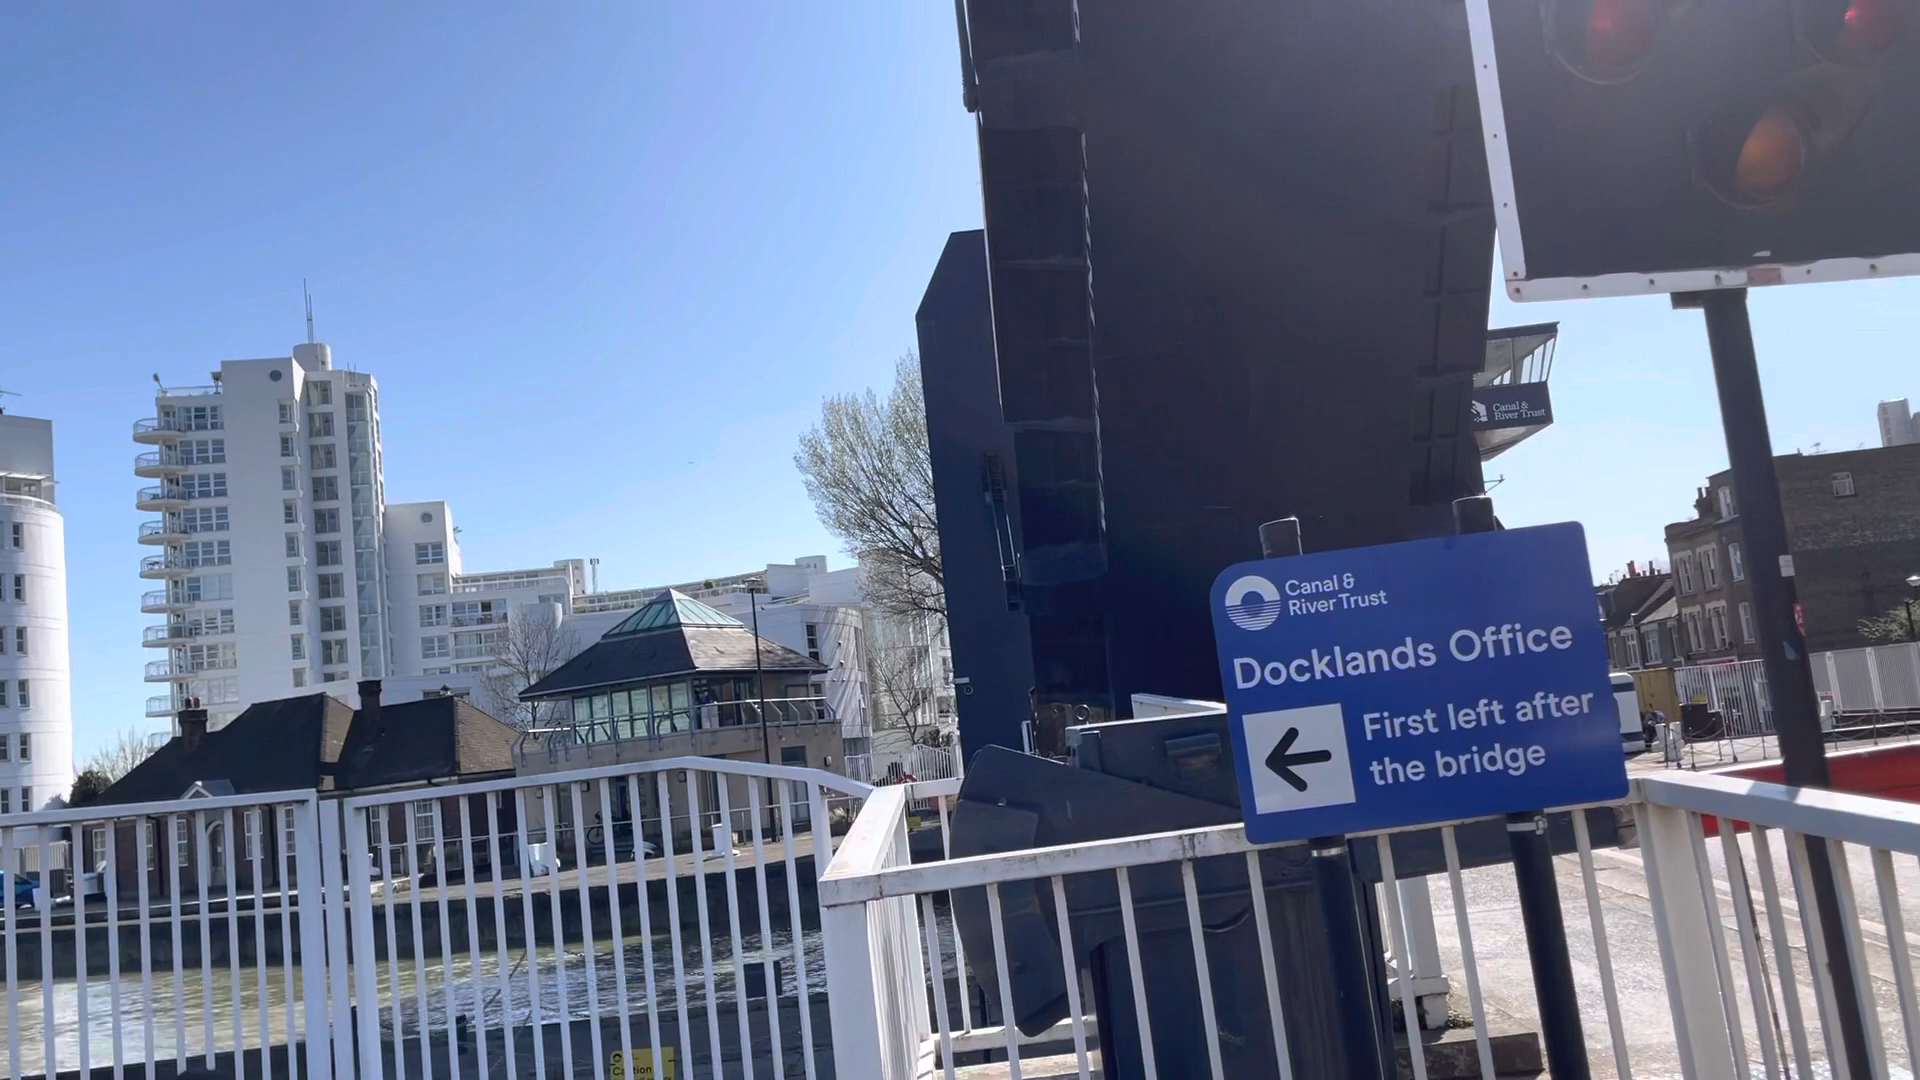 Canal &
River Trust
Canal &
River Trust
Docklands Office
First left after
the bridge
Caution